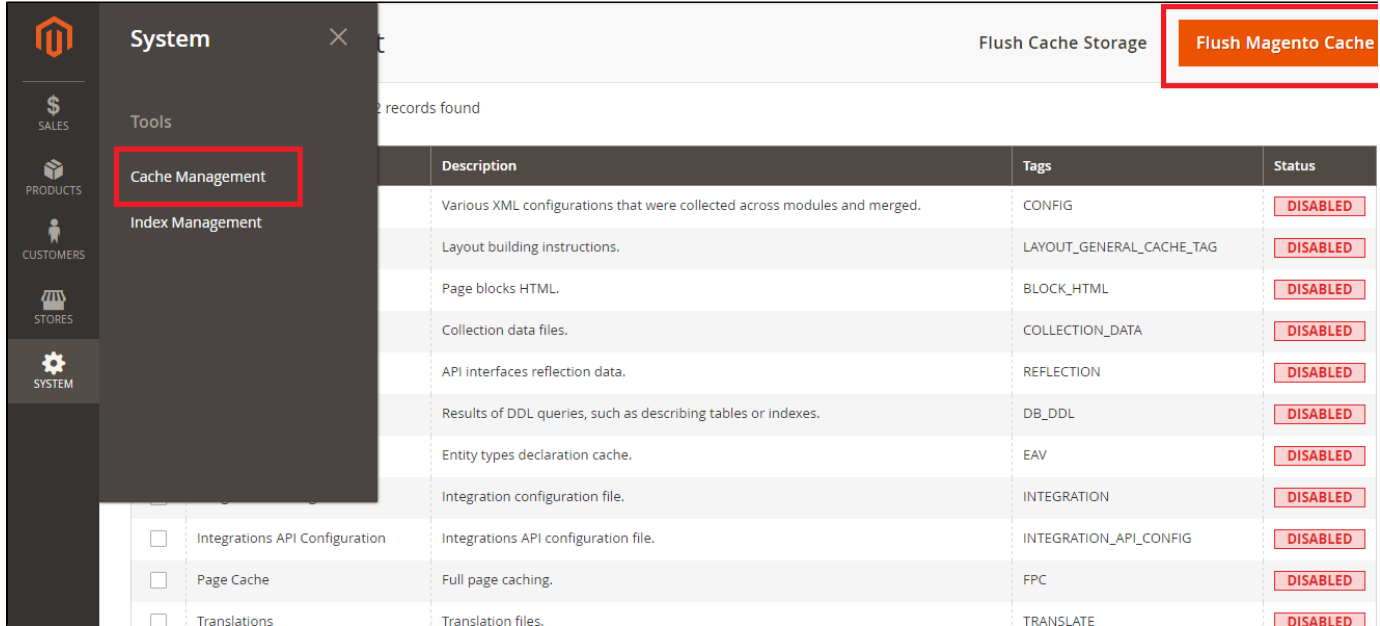 System
t
Flush Cache Storage
Flush Magento Cache
SALES
Tools
records found
Cache Management
Description
Tags
Status
PRODUCTS
Various XML configurations that were collected across modules and merged.
CONFIG
DISABLED
Index Management
CUSTOMERS
Layout building instructions.
LAYOUT_GENERAL_CACHE_TAG
DISABLED
Page blocks HTML.
BLOCK_HTML
DISABLED
STORES
Collection data files.
COLLECTION_DATA
DISABLED
SYSTEM
API interfaces reflection data.
REFLECTION
DISABLED
Results of DDL queries, such as describing tables or indexes.
DB_DDL
DISABLED
Entity types declaration cache.
EAV
DISABLED
Integration configuration file.
INTEGRATION
DISABLED
Integrations API Configuration
Integrations API configuration file.
INTEGRATION_API_CONFIG
DISABLED
Page Cache
Full page caching.
FPC
DISABLED
Translations
Translation files.
TRANSLATE
DISABLED